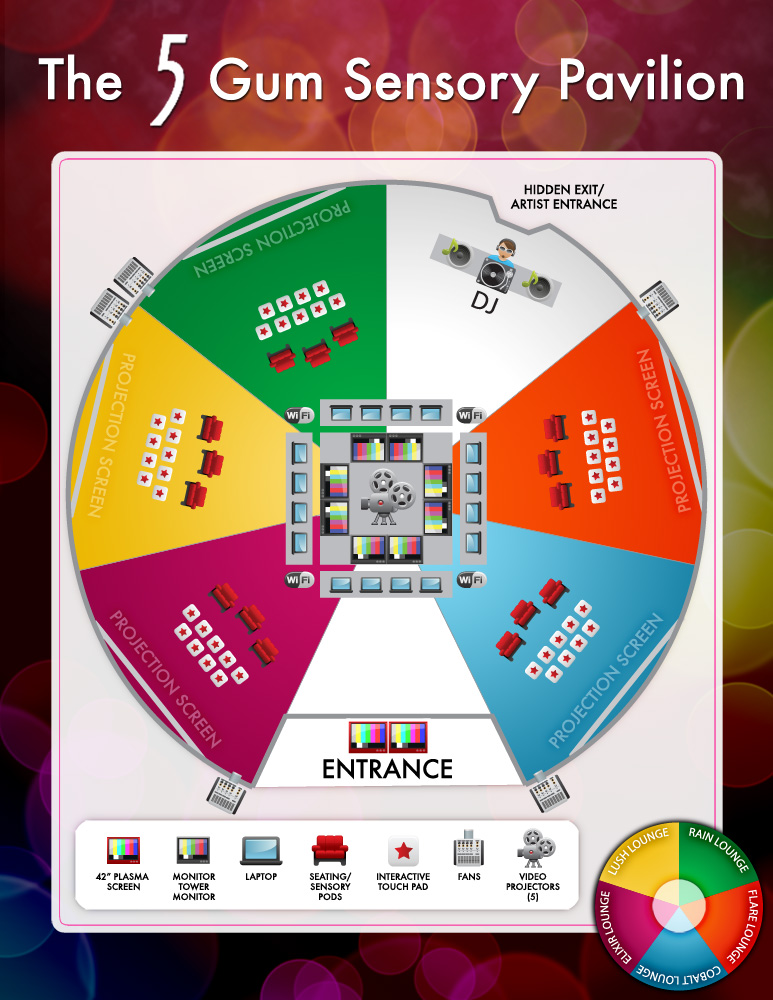 The 5 Gum Sensory Pavilion
HIDDEN EXIT/
ARTIST ENTRANCE
PROJECTION SCREEN
DJ
PROJECTION SCREEN
PROJECTION SCREEN
WiFi
WiFi
WiFi
WiFi
PROJECTION SCREEN
PROJECTION SCREEN
ENTRANCE
42" PLASMA
SCREEN
MONITOR
TOWER
MONITOR
LAPTOP
SEATING/
SENSORY
PODS
INTERACTIVE
TOUCH PAD
FANS
VIDEO
PROJECTORS
(5)
LUSH LOUNGE
RAIN LOUNGE
FLARE LOUNGE
COBALT LOUNGE
ELIXIR LOUNGE